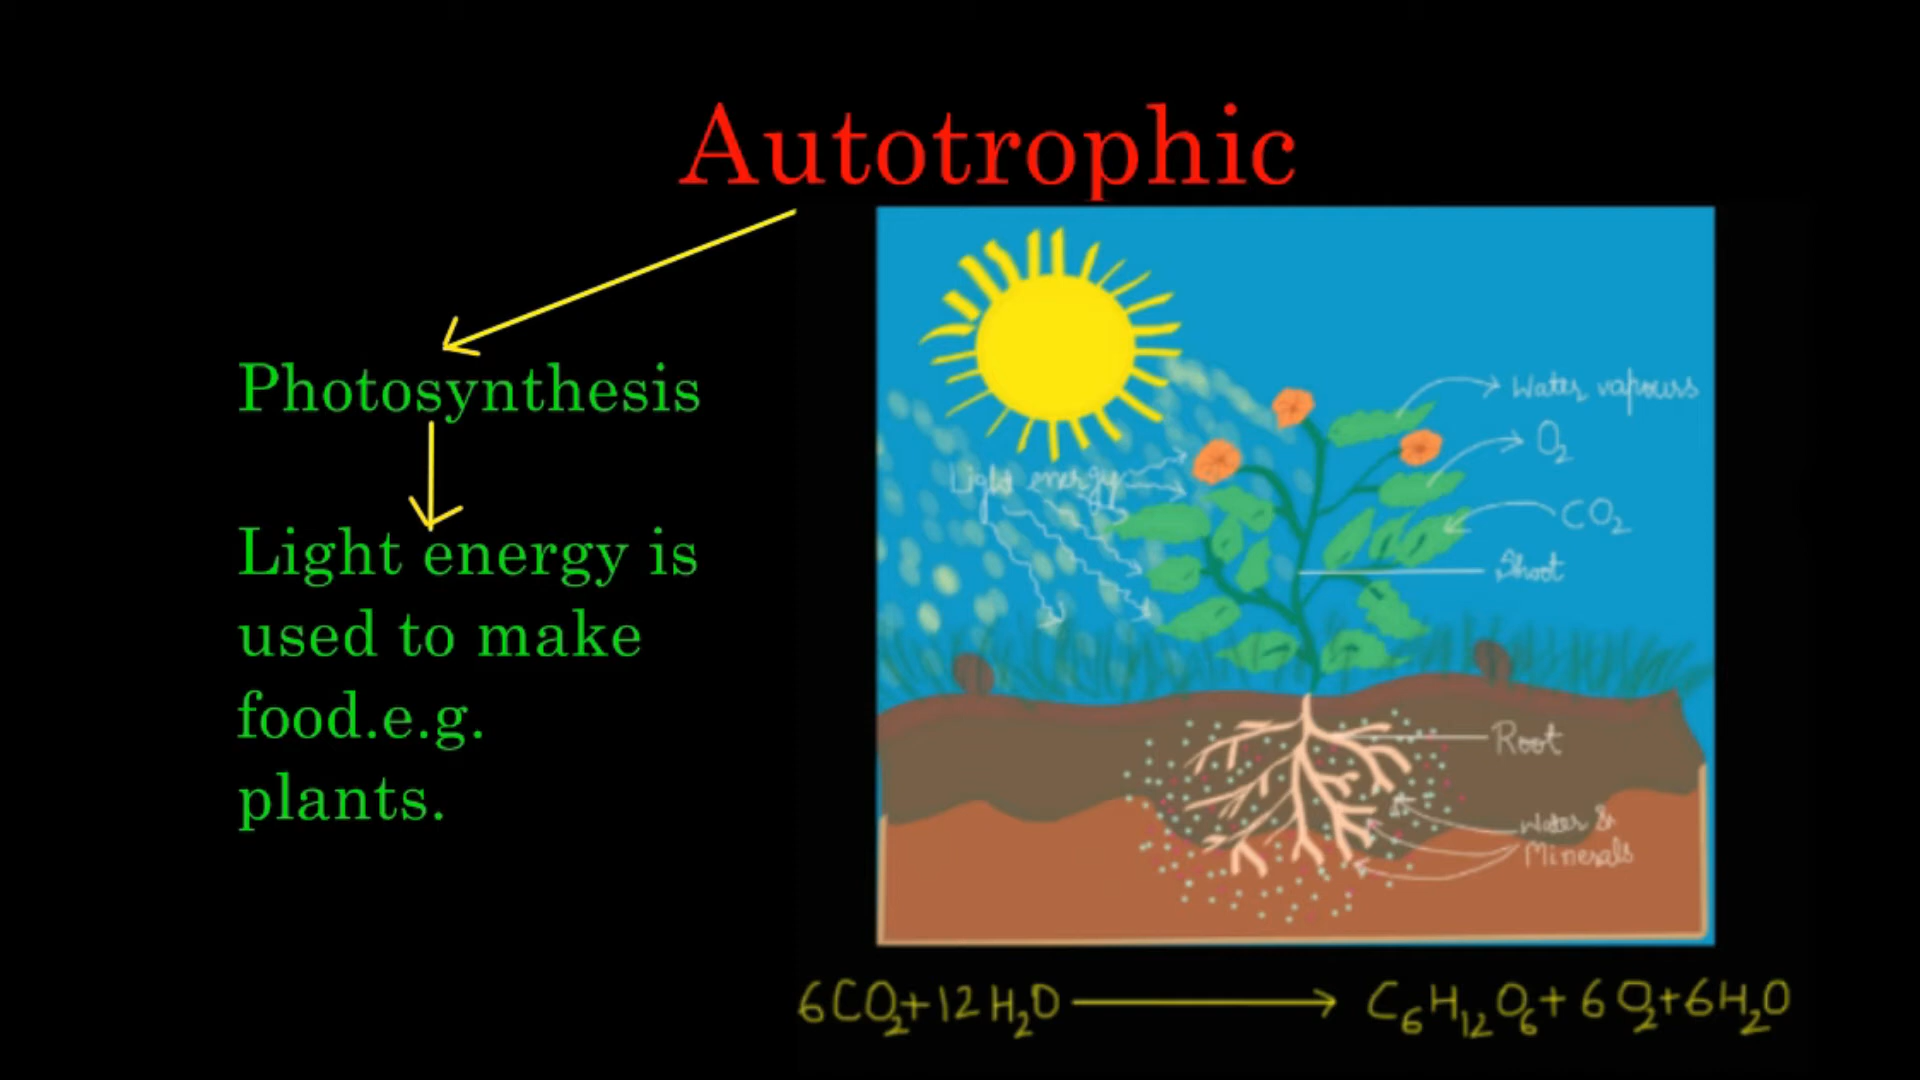 Autotrophic
Photosynthesis
Light energy is
used to make
food.e.g.
plants.
Light energy
Water vapours
O₂
CO₂
Shoot
Root
Water &
Minerals
6CO₂+12H₂O → C₆H₁₂O₆+6O₂+6H₂O